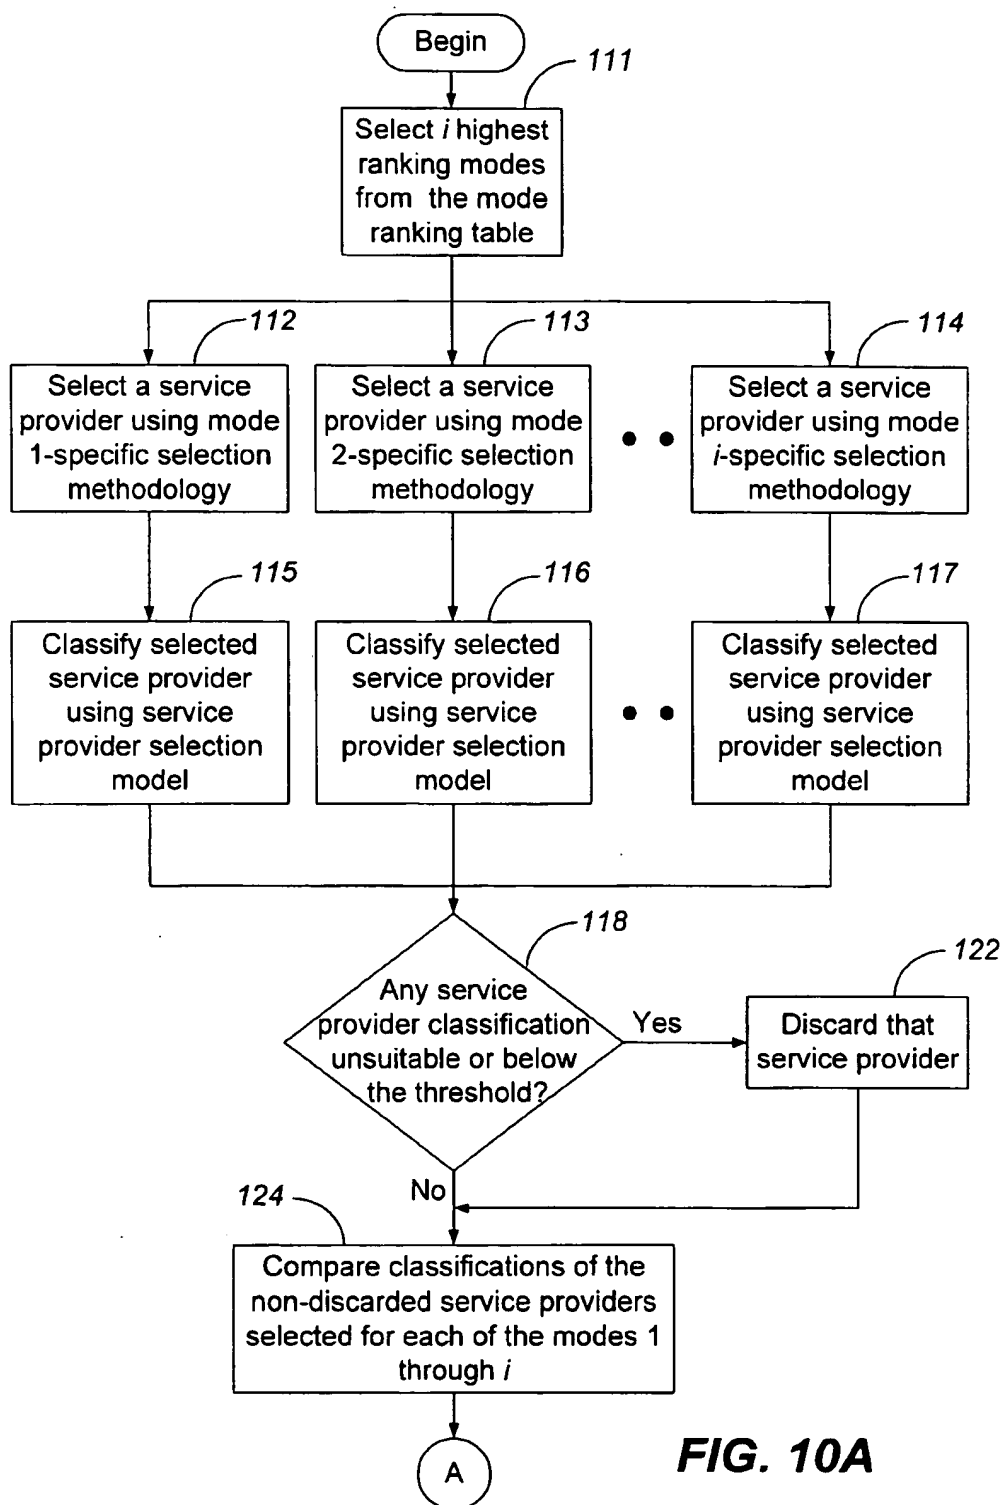 Begin
111
Select i highest
ranking modes
from the mode
ranking table
112
113
114
Select a service
provider using mode
1-specific selection
methodology
Select a service
provider using mode
2-specific selection
methodology
Select a service
provider using mode
i-specific selection
methodology
115
116
117
Classify selected
service provider
using service
provider selection
model
Classify selected
service provider
using service
provider selection
model
Classify selected
service provider
using service
provider selection
model
118
Any service
provider classification
unsuitable or below
the threshold?
Yes
122
Discard that
service provider
No
124
Compare classifications of the
non-discarded service providers
selected for each of the modes 1
through i
A
FIG. 10A